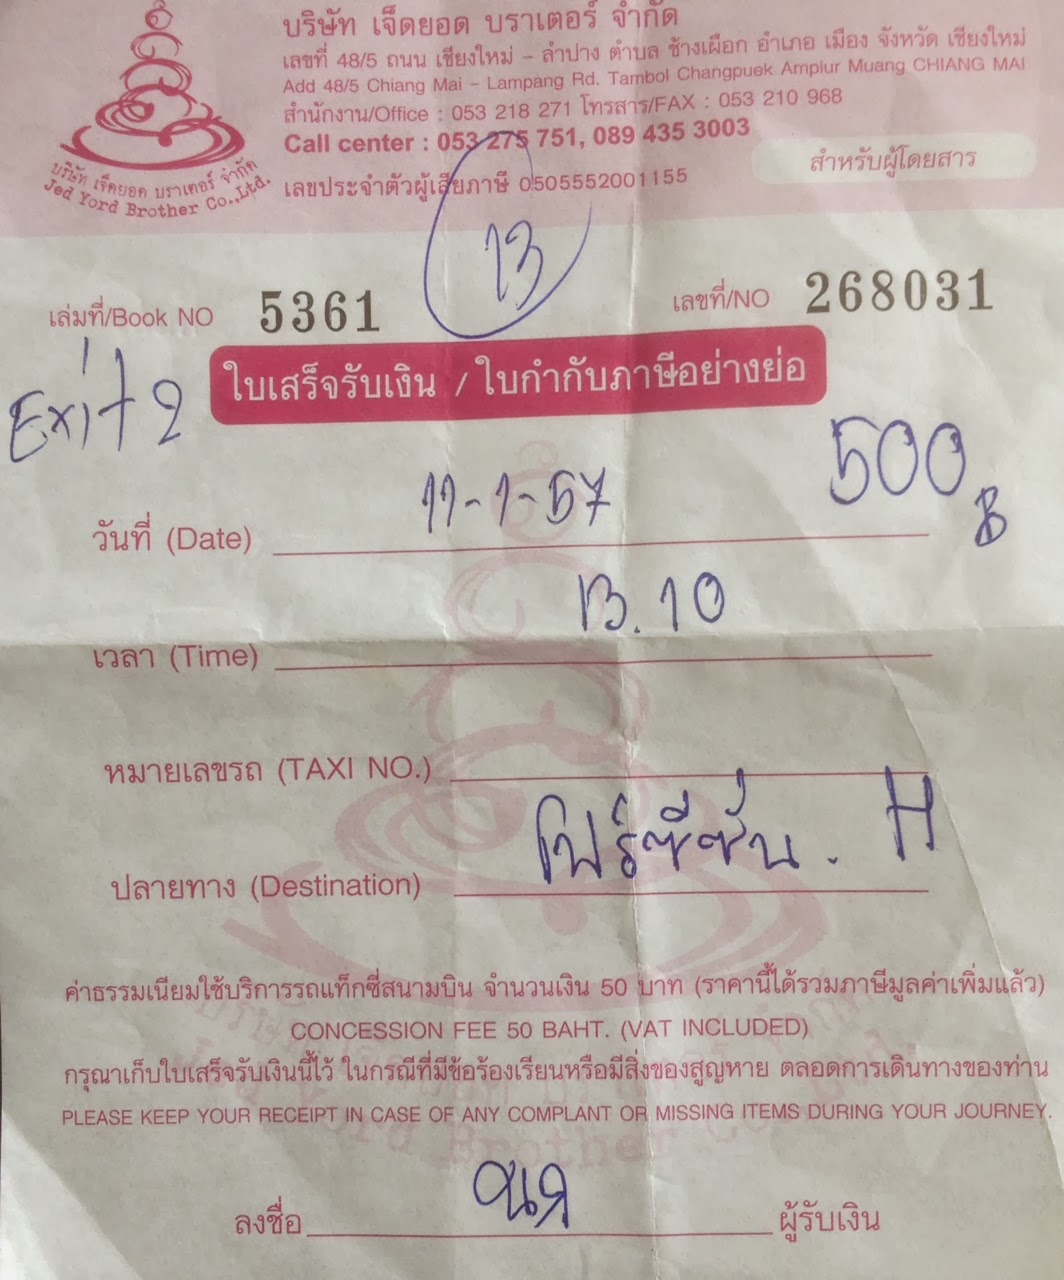 บริษัท เจ็ดยอด บราเตอร์ จำกัด
เลขที่ 48/5 ถนน เชียงใหม่ - ลำปาง ตำบล ช้างเผือก อำเภอ เมือง จังหวัด เชียงใหม่
Add 48/5 Chiang Mai - Lampang Rd. Tambol Changpuek Amplur Muang CHIANG MAI
สำนักงาน/Office : 053 218 271 โทรสาร/FAX : 053 210 968
Call center : 053 275 751, 089 435 3003
สำหรับผู้โดยสาร
บริษัท เจ็ดยอด บราเตอร์ จำกัด
Jed Yord Brother Co.,Ltd.
เลขประจำตัวผู้เสียภาษี 0505552001155
13
เล่มที่/Book NO 5361
เลขที่/NO 268031
ใบเสร็จรับเงิน / ใบกำกับภาษีอย่างย่อ
Exit 2
500 B
วันที่ (Date) 11-1-57
เวลา (Time) 13.10
หมายเลขรถ (TAXI NO.)
ปลายทาง (Destination) โฟร์ซีซั่น. H
ค่าธรรมเนียมใช้บริการรถแท็กซี่สนามบิน จำนวนเงิน 50 บาท (ราคานี้ได้รวมภาษีมูลค่าเพิ่มแล้ว)
CONCESSION FEE 50 BAHT. (VAT INCLUDED)
กรุณาเก็บใบเสร็จรับเงินนี้ไว้ ในกรณีที่มีข้อร้องเรียนหรือมีสิ่งของสูญหาย ตลอดการเดินทางของท่าน
PLEASE KEEP YOUR RECEIPT IN CASE OF ANY COMPLANT OR MISSING ITEMS DURING YOUR JOURNEY.
ลงชื่อ ผู้รับเงิน